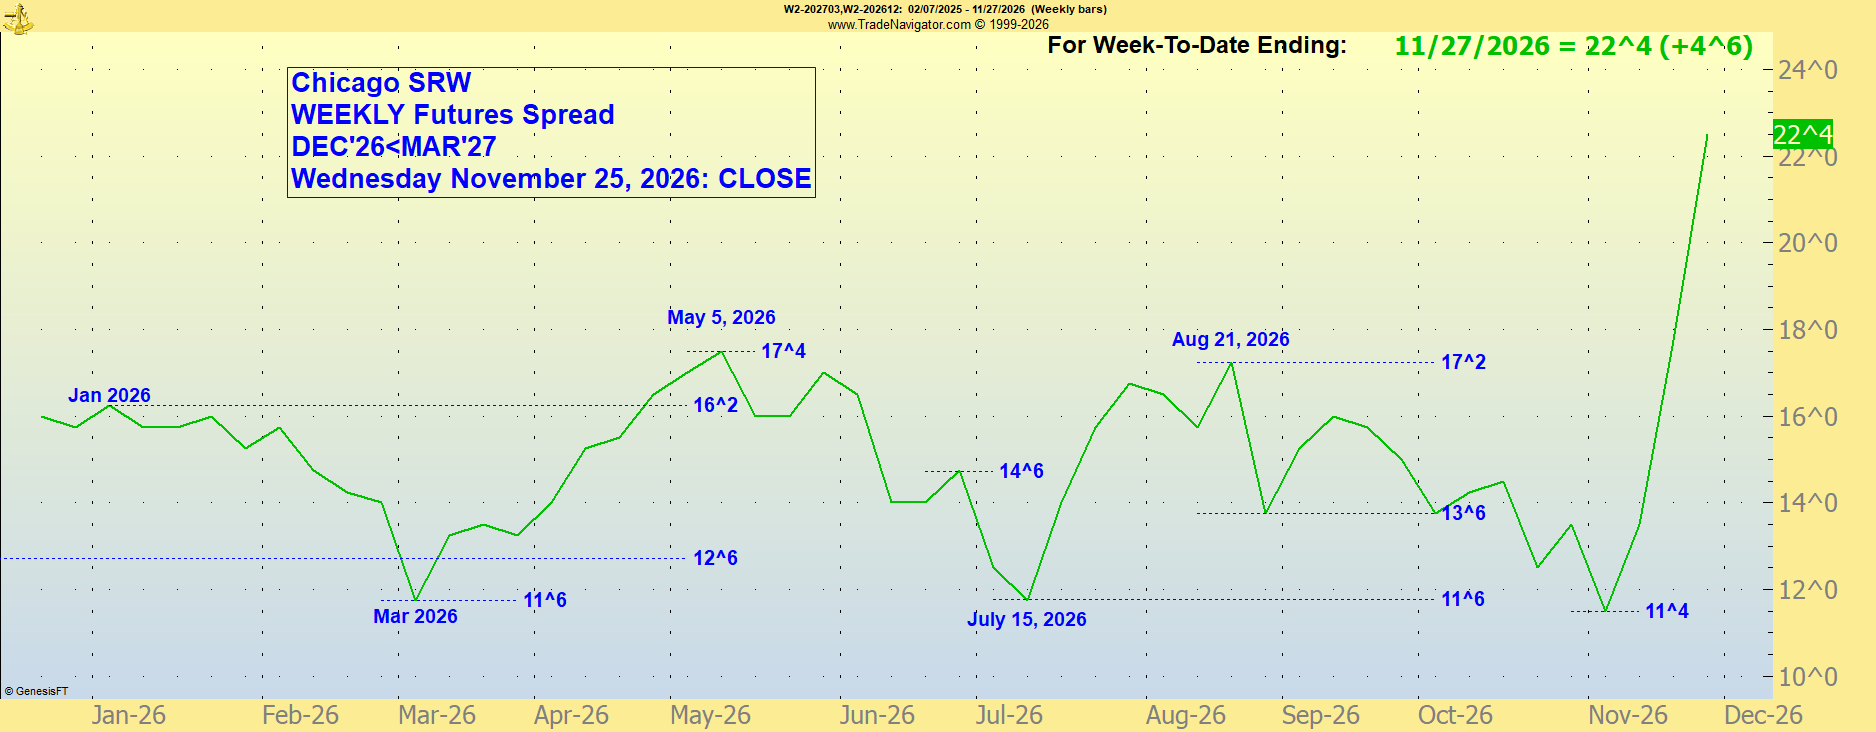 W2-202703,W2-202612: 02/07/2025 - 11/27/2026 (Weekly bars)
www.TradeNavigator.com © 1999-2026
For Week-To-Date Ending: 11/27/2026 = 22^4 (+4^6)
Chicago SRW
WEEKLY Futures Spread
DEC'26<MAR'27
Wednesday November 25, 2026: CLOSE
24^0
22^4
22^0
20^0
18^0
16^0
14^0
12^0
10^0
May 5, 2026
17^4
Aug 21, 2026
17^2
Jan 2026
16^2
14^6
13^6
12^6
11^6
Mar 2026
11^6
July 15, 2026
11^4
© GenesisFT
Jan-26
Feb-26
Mar-26
Apr-26
May-26
Jun-26
Jul-26
Aug-26
Sep-26
Oct-26
Nov-26
Dec-26